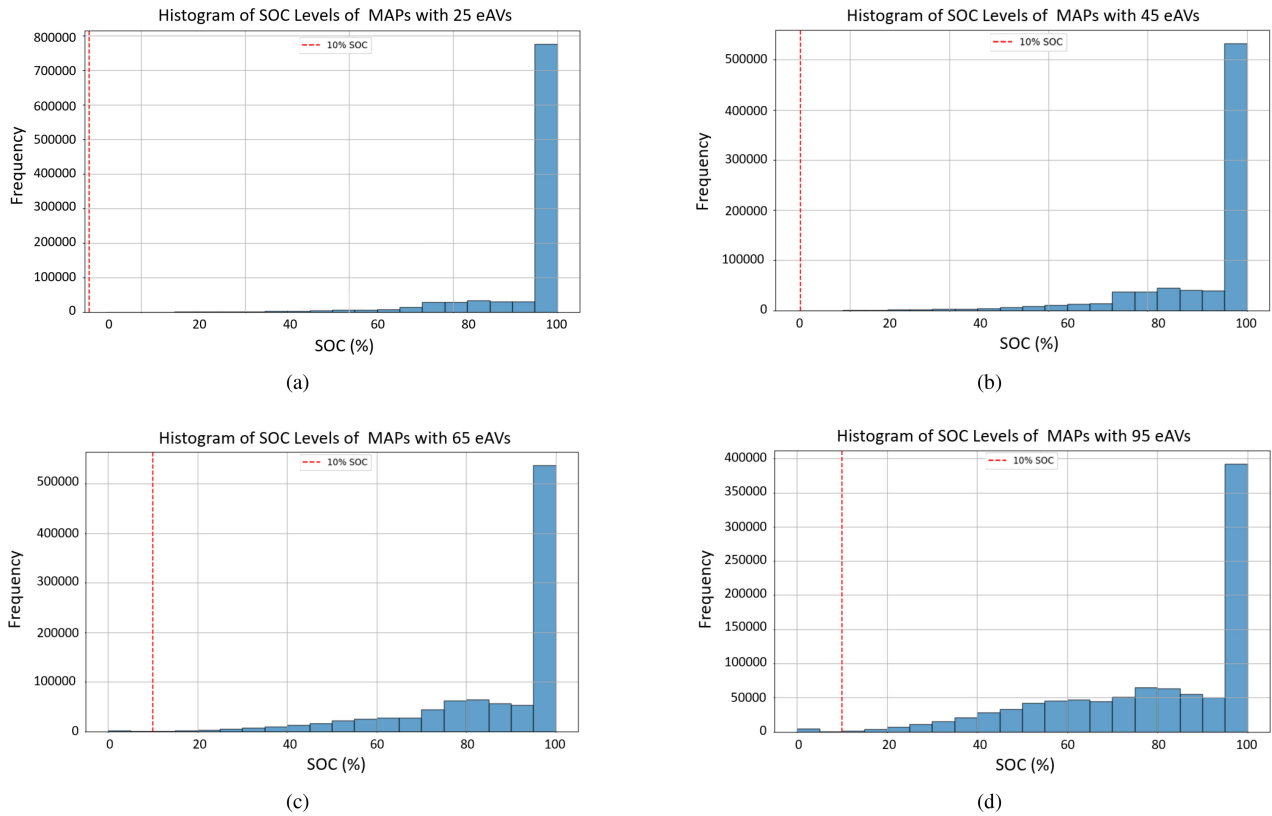 Histogram of SOC Levels of MAPs with 25 eAVs
10% SOC
800000
700000
600000
500000
400000
300000
200000
100000
0
Frequency
0 20 40 60 80 100
SOC (%)
(a)
Histogram of SOC Levels of MAPs with 45 eAVs
10% SOC
500000
400000
300000
200000
100000
0
Frequency
0 20 40 60 80 100
SOC (%)
(b)
Histogram of SOC Levels of MAPs with 65 eAVs
10% SOC
500000
400000
300000
200000
100000
0
Frequency
0 20 40 60 80 100
SOC (%)
(c)
Histogram of SOC Levels of MAPs with 95 eAVs
10% SOC
400000
350000
300000
250000
200000
150000
100000
50000
0
Frequency
0 20 40 60 80 100
SOC (%)
(d)